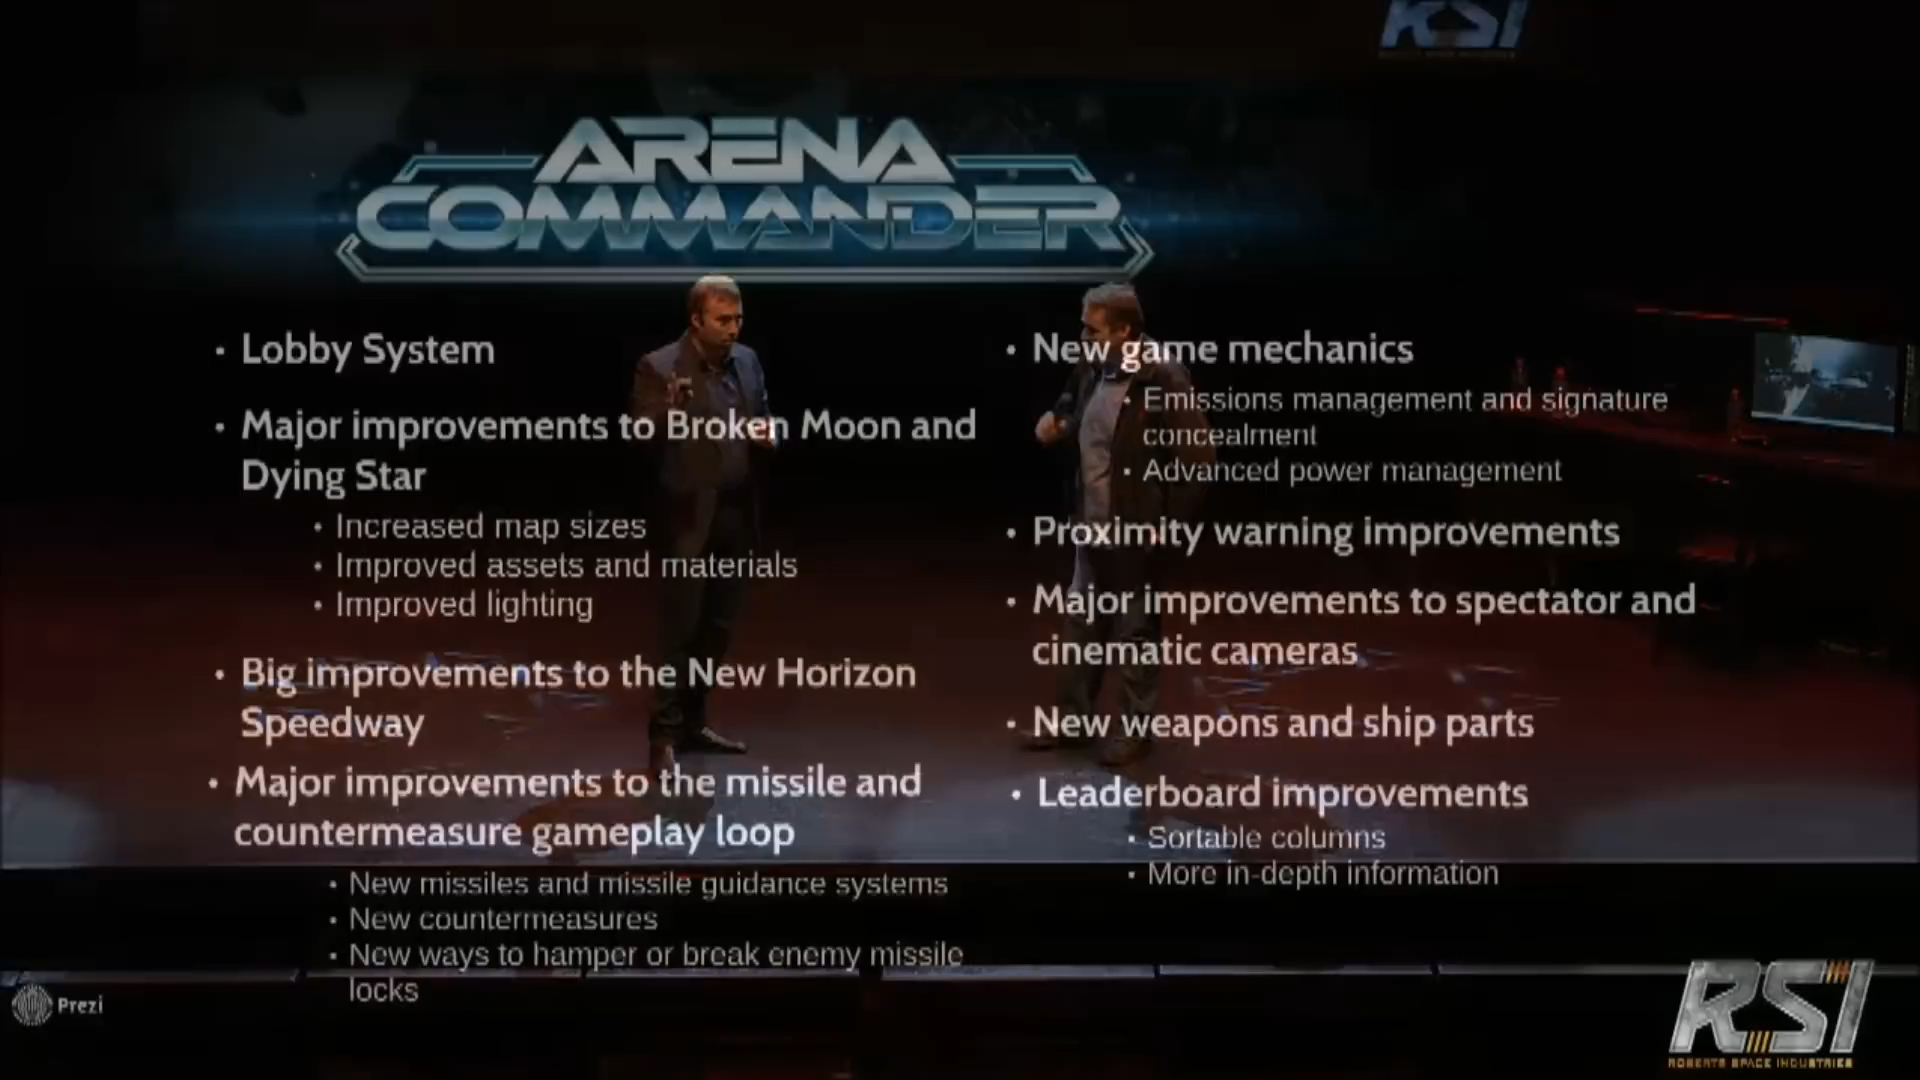 RSI
ARENA
COMMANDER
• Lobby System
• Major improvements to Broken Moon and
Dying Star
• Increased map sizes
• Improved assets and materials
• Improved lighting
• Big improvements to the New Horizon
Speedway
• Major improvements to the missile and
countermeasure gameplay loop
• New missiles and missile guidance systems
• New countermeasures
• New ways to hamper or break enemy missile
locks
• New game mechanics
• Emissions management and signature
concealment
• Advanced power management
• Proximity warning improvements
• Major improvements to spectator and
cinematic cameras
• New weapons and ship parts
• Leaderboard improvements
• Sortable columns
• More in-depth information
Prezi
RSI
ROBERTS SPACE INDUSTRIES